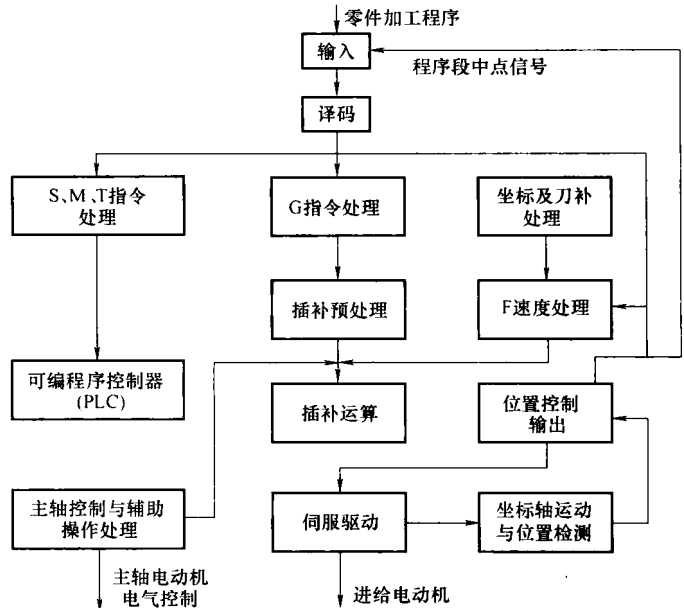 零件加工程序
输入
程序段中点信号
译码
S、M、T指令
处理
G指令处理
坐标及刀补
处理
插补预处理
F速度处理
可编程序控制器
(PLC)
插补运算
位置控制
输出
主轴控制与辅助
操作处理
伺服驱动
坐标轴运动
与位置检测
主轴电动机
电气控制
进给电动机